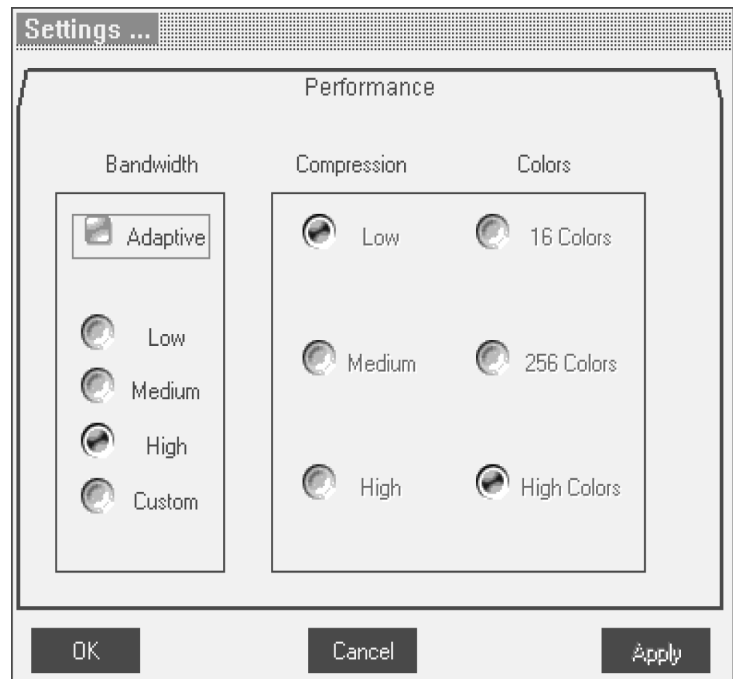 Settings ...
Performance
Bandwidth
Compression
Colors
Adaptive
Low
Medium
High
Custom
Low
Medium
High
16 Colors
256 Colors
High Colors
OK
Cancel
Apply